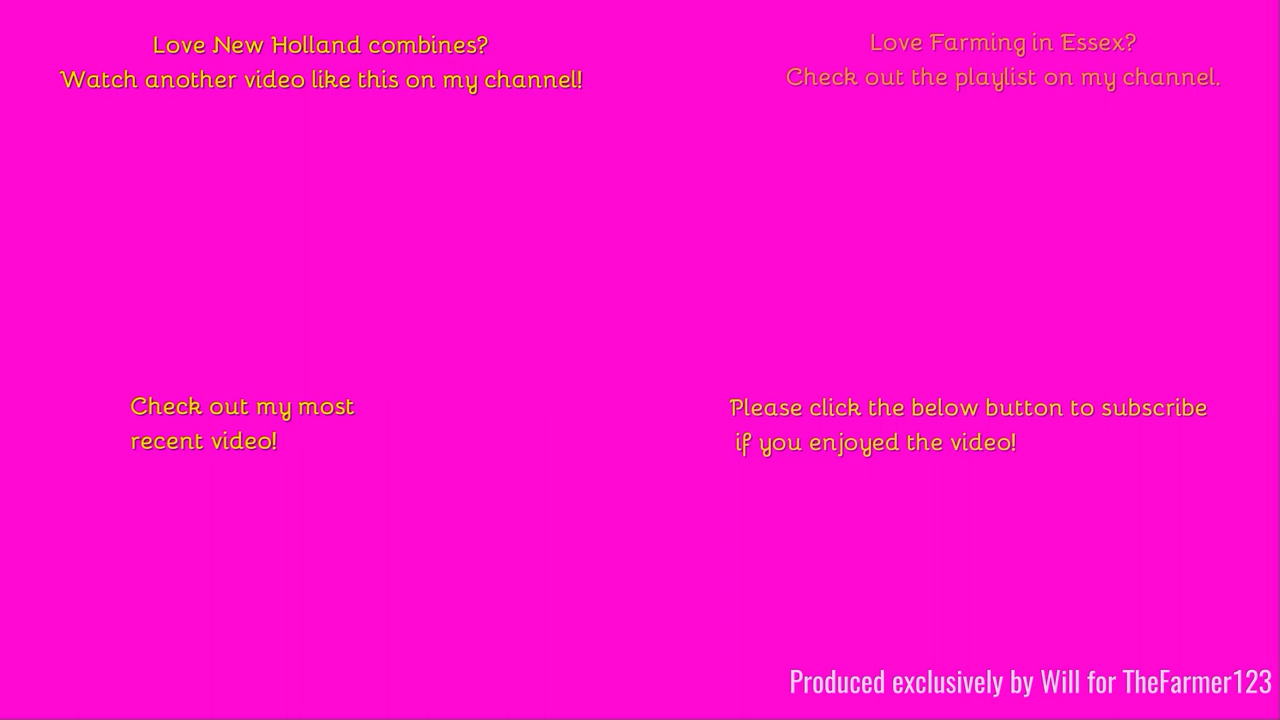 Love New Holland combines?
Watch another video like this on my channel!
Love Farming in Essex?
Check out the playlist on my channel.
Check out my most
recent video!
Please click the below button to subscribe
if you enjoyed the video!
Produced exclusively by Will for TheFarmer123